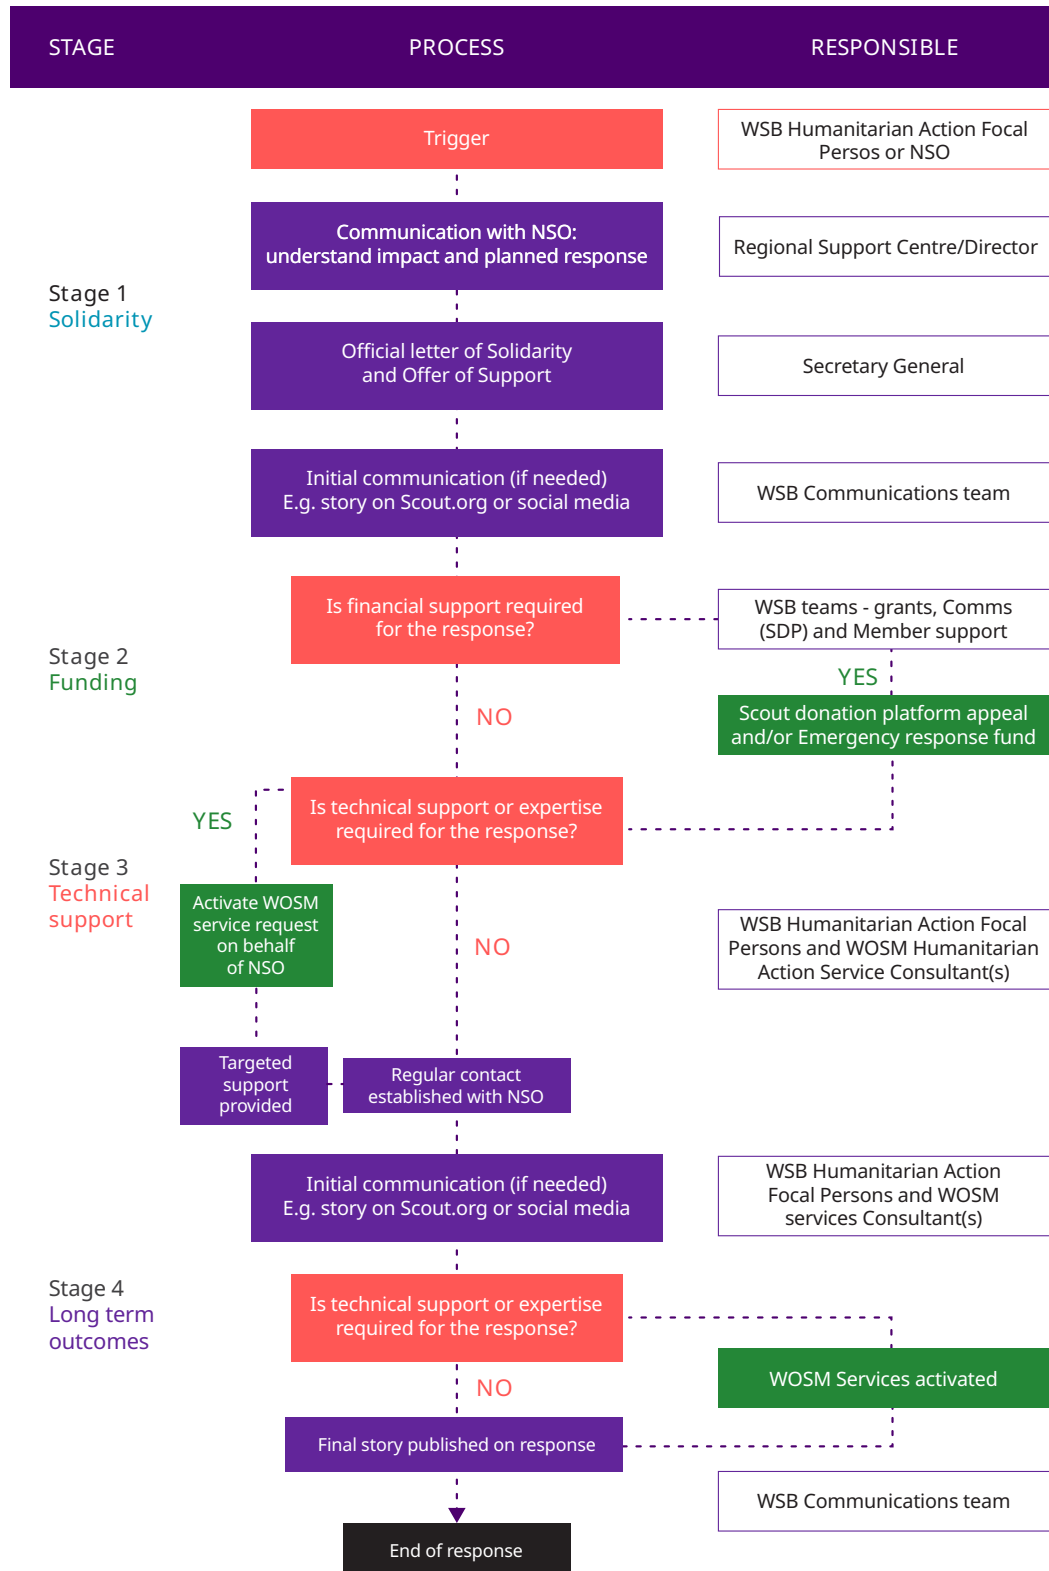 STAGE
PROCESS
RESPONSIBLE
Trigger
WSB Humanitarian Action Focal
Persos or NSO
Communication with NSO:
understand impact and planned response
Regional Support Centre/Director
Stage 1
Solidarity
Official letter of Solidarity
and Offer of Support
Secretary General
Initial communication (if needed)
E.g. story on Scout.org or social media
WSB Communications team
Is financial support required
for the response?
WSB teams - grants, Comms
(SDP) and Member support
Stage 2
Funding
YES
NO
Scout donation platform appeal
and/or Emergency response fund
Is technical support or expertise
required for the response?
YES
Stage 3
Technical
support
Activate WOSM
service request
on behalf
of NSO
NO
WSB Humanitarian Action Focal
Persons and WOSM Humanitarian
Action Service Consultant(s)
Targeted
support
provided
Regular contact
established with NSO
Initial communication (if needed)
E.g. story on Scout.org or social media
WSB Humanitarian Action
Focal Persons and WOSM
services Consultant(s)
Stage 4
Long term
outcomes
Is technical support or expertise
required for the response?
WOSM Services activated
NO
Final story published on response
WSB Communications team
End of response